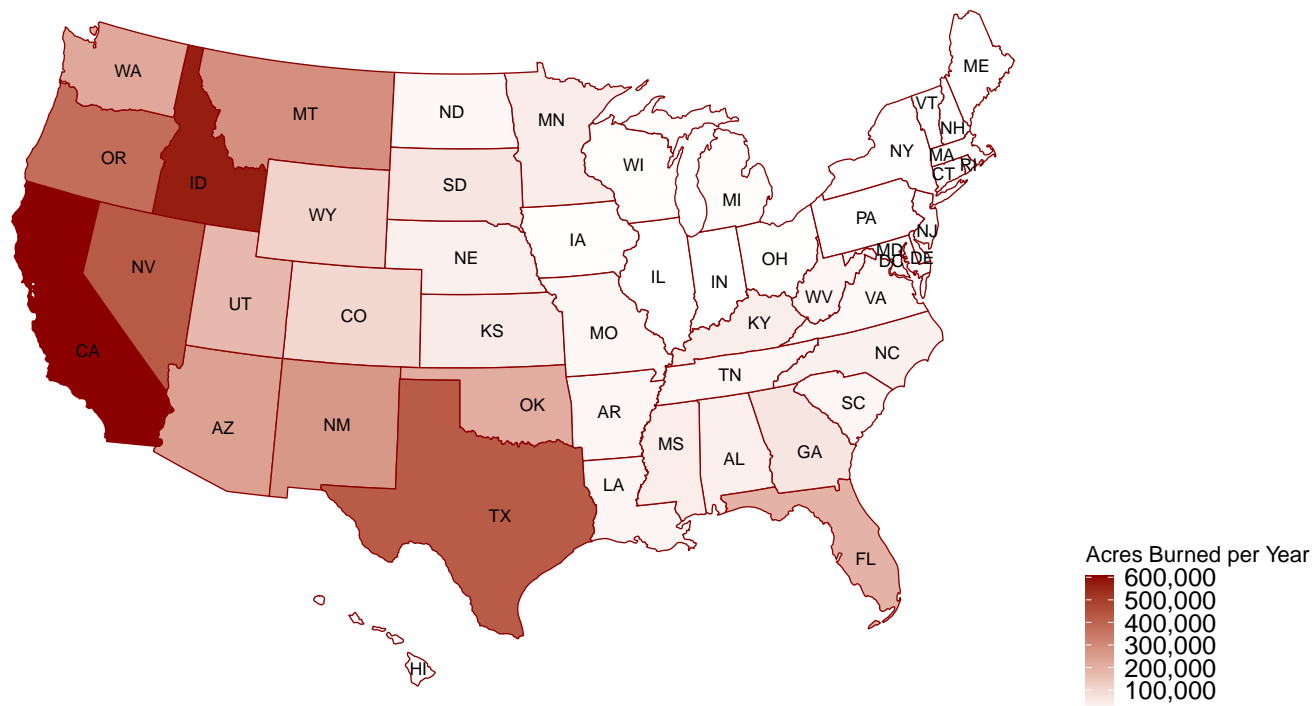 ME
WA
VT
MT
ND
MN
NH
NY
MA
OR
WI
RI
CT
ID
SD
MI
WY
PA
NJ
IA
MD
NE
OH
DE
DC
NV
IL
IN
WV
VA
UT
CO
KY
KS
MO
CA
NC
TN
SC
OK
AR
AZ
NM
MS
GA
AL
LA
TX
FL
HI
Acres Burned per Year
600,000
500,000
400,000
300,000
200,000
100,000